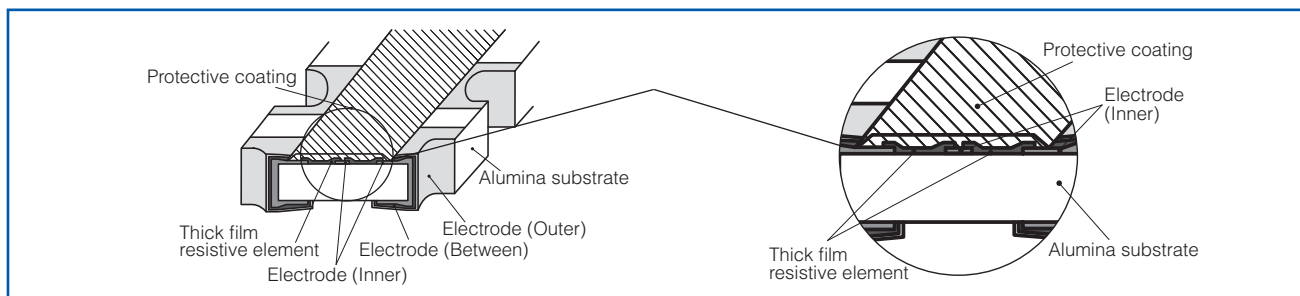 Protective coating
Alumina substrate
Electrode (Outer)
Thick film
resistive element
Electrode (Between)
Electrode (Inner)
Protective coating
Electrode
(Inner)
Thick film
resistive element
Alumina substrate